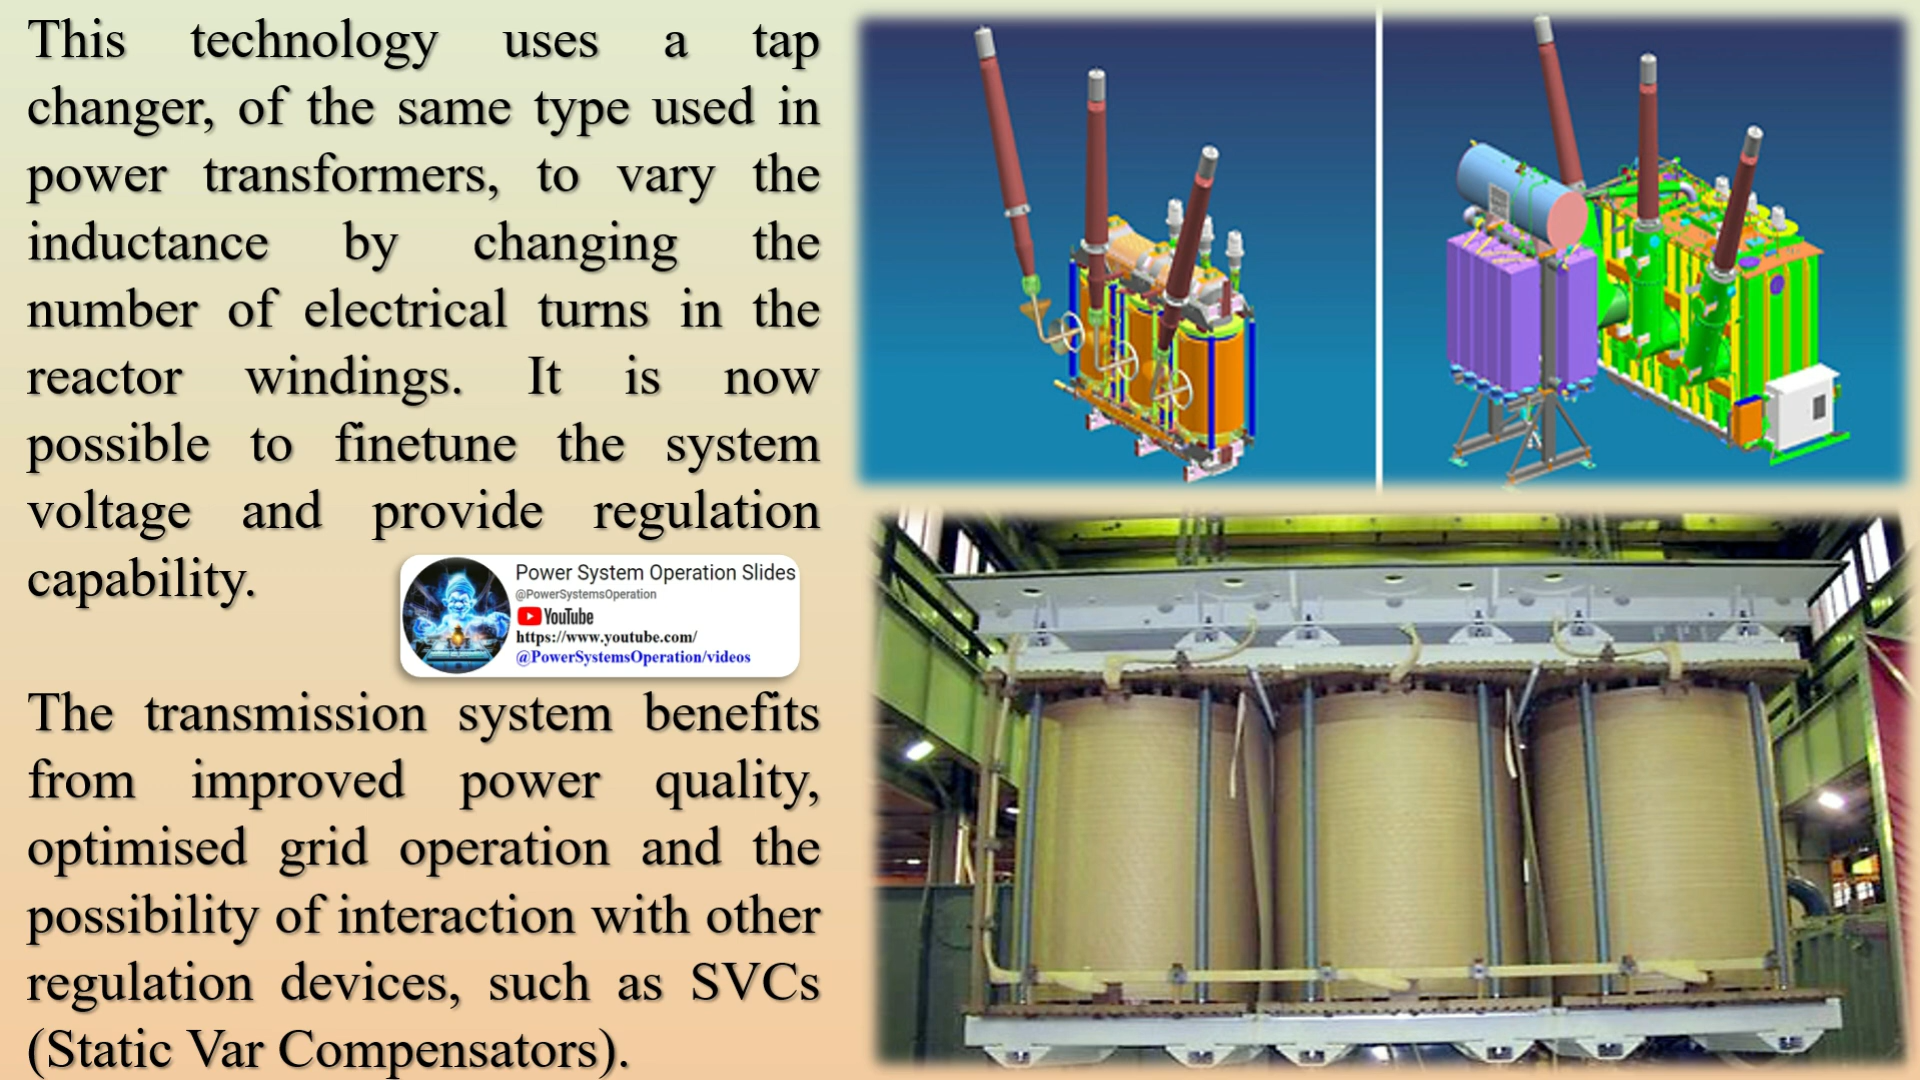 This technology uses a tap
changer, of the same type used in
power transformers, to vary the
inductance by changing the
number of electrical turns in the
reactor windings. It is now
possible to finetune the system
voltage and provide regulation
capability.
Power System Operation Slides
@PowerSystemsOperation
YouTube
https://www.youtube.com/
@PowerSystemsOperation/videos
The transmission system benefits
from improved power quality,
optimised grid operation and the
possibility of interaction with other
regulation devices, such as SVCs
(Static Var Compensators).